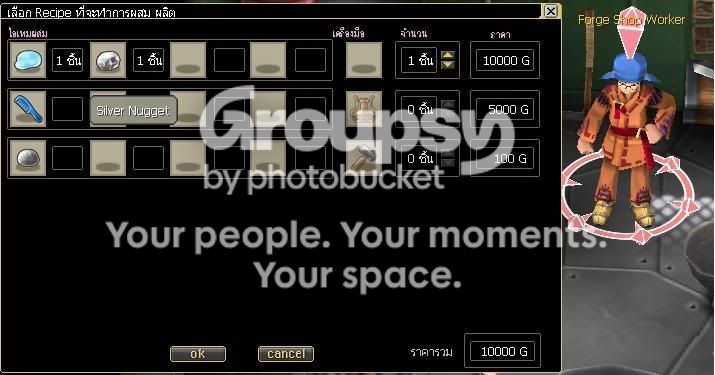 เลือก Recipe ที่จะทำการผสม ผลิต
Forge Shop Worker
ไอเทมผสม เครื่องมือ จำนวน ราคา
1 ชิ้น 1 ชิ้น 1 ชิ้น 10000 G
Silver Nugget 0 ชิ้น 5000 G
0 ชิ้น 100 G
Groupsy
by photobucket
Your people. Your moments.
Your space.
ok cancel ราคารวม 10000 G